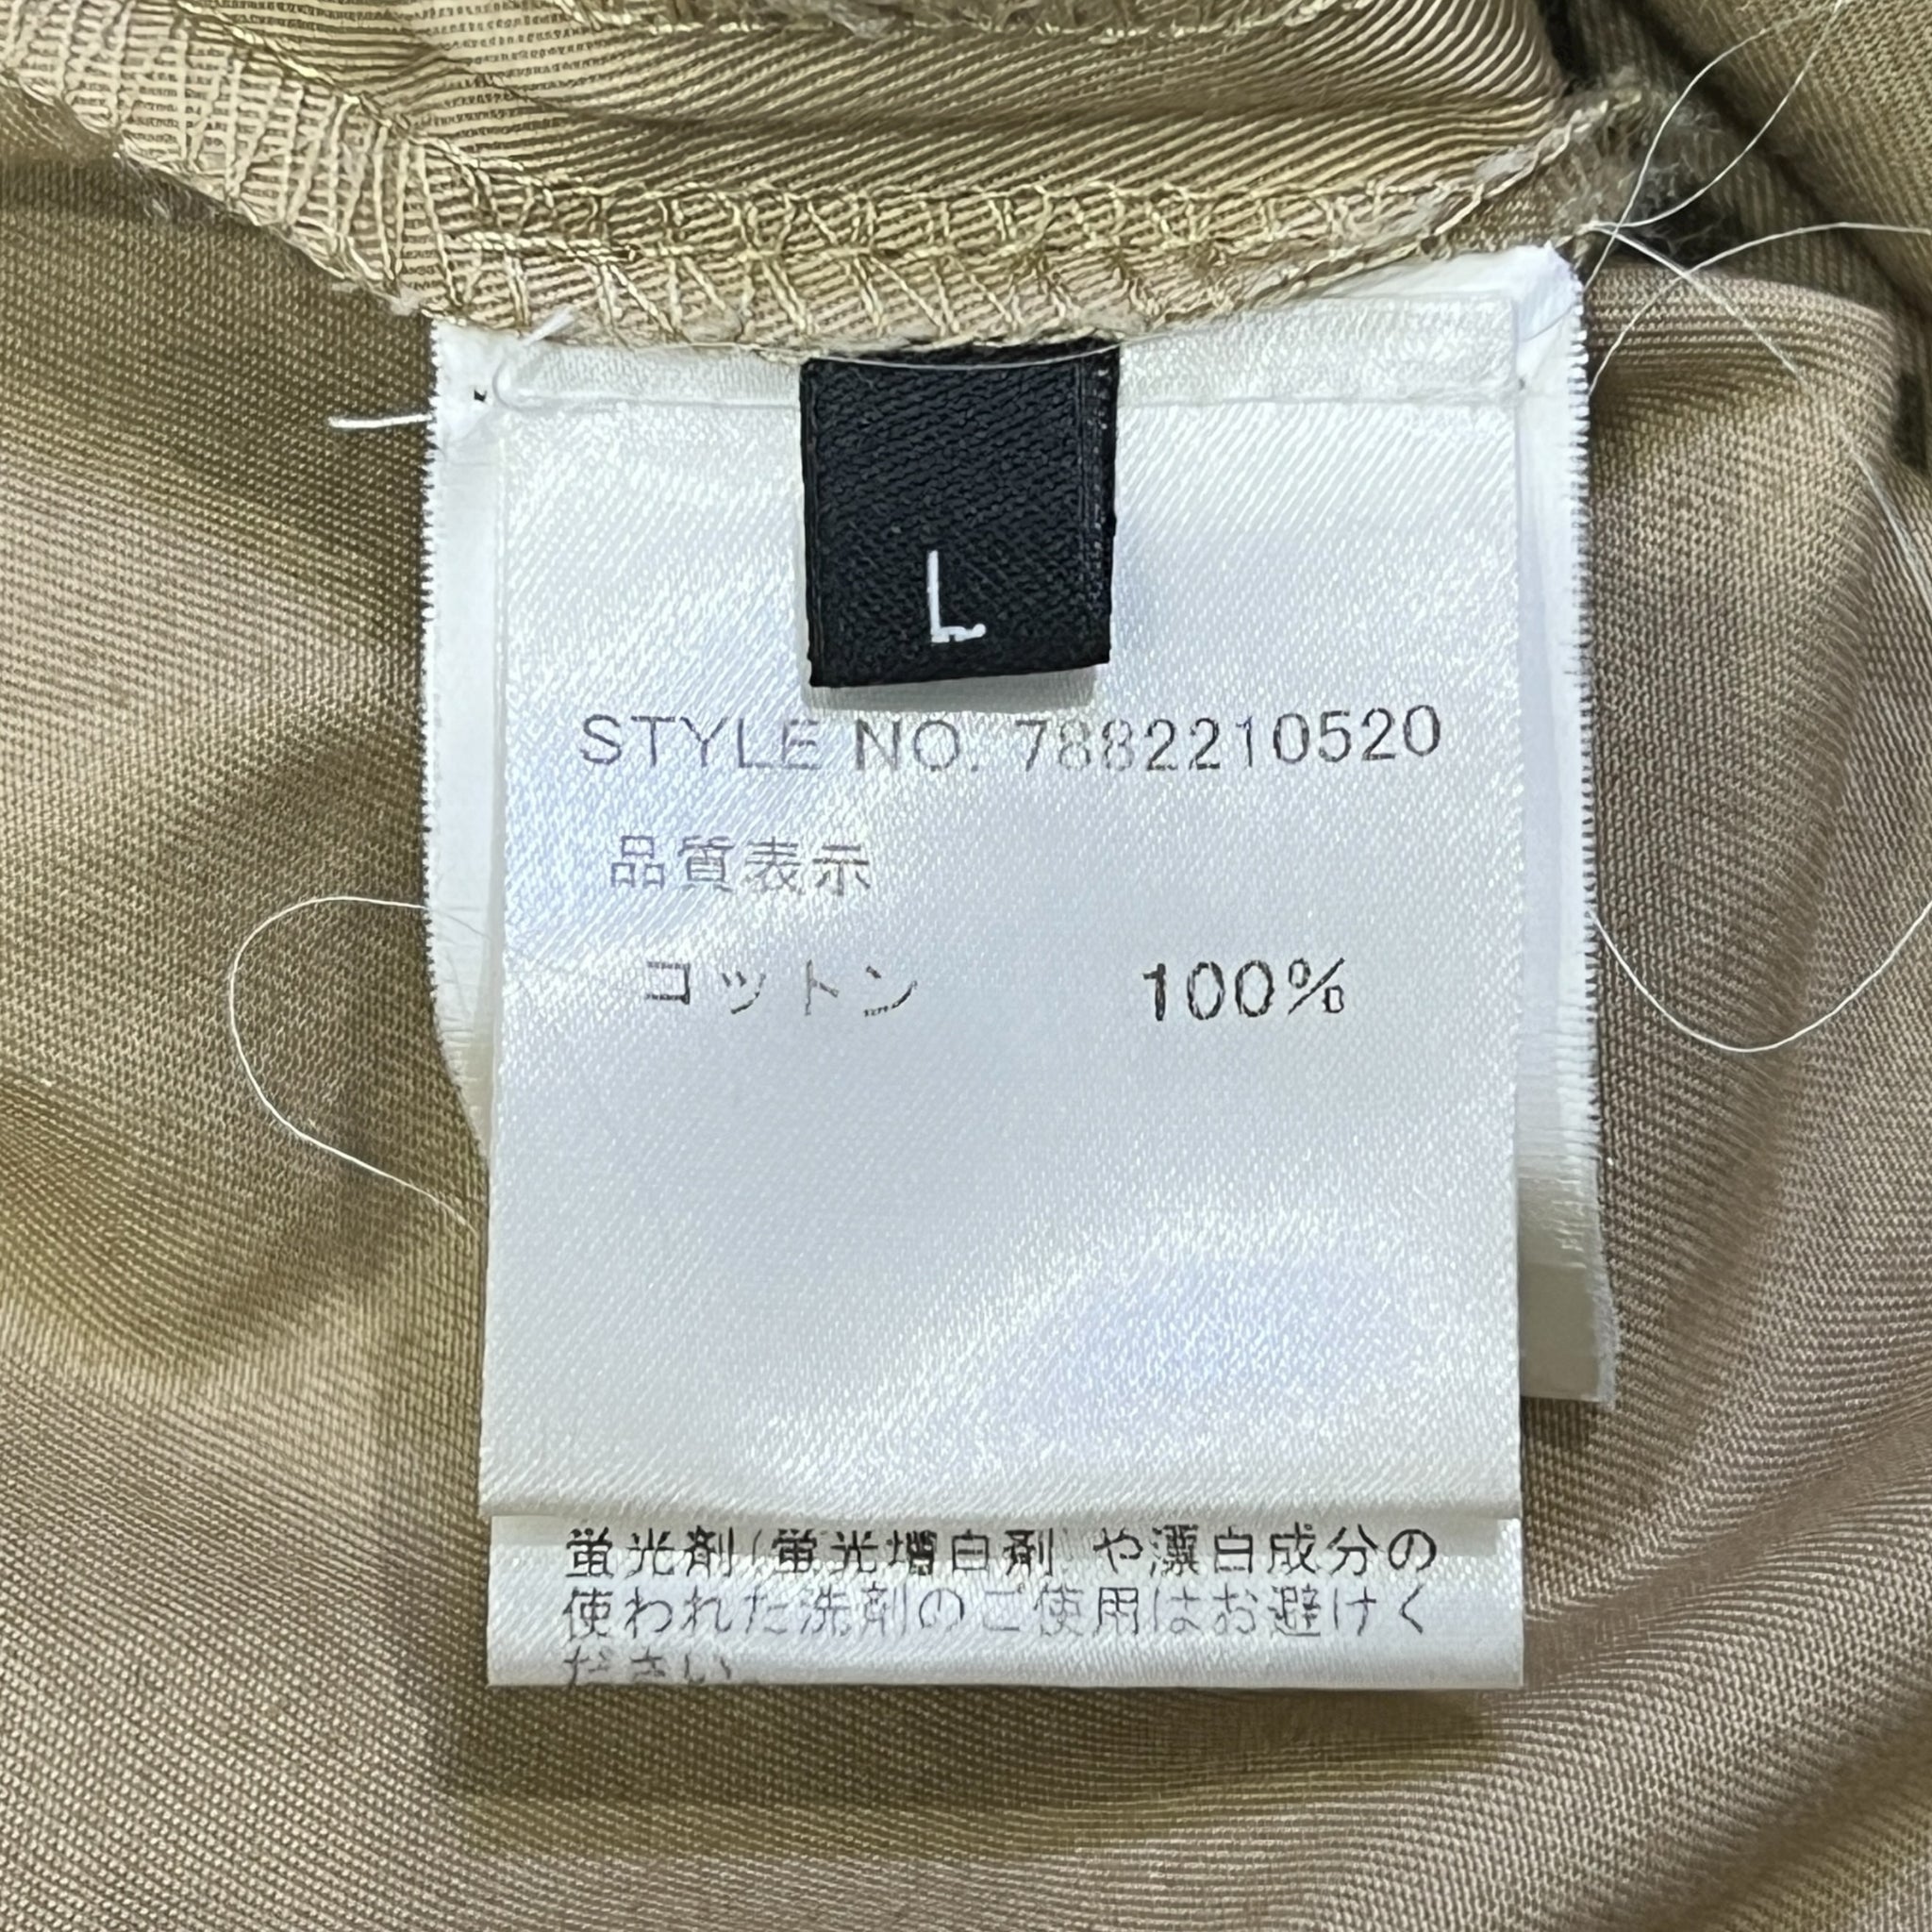 L
STYLE NO. 7882210520
品質表示
コットン 100%
蛍光剤(蛍光増白剤)や漂白成分の
使われた洗剤のご使用はお避けく
ださい